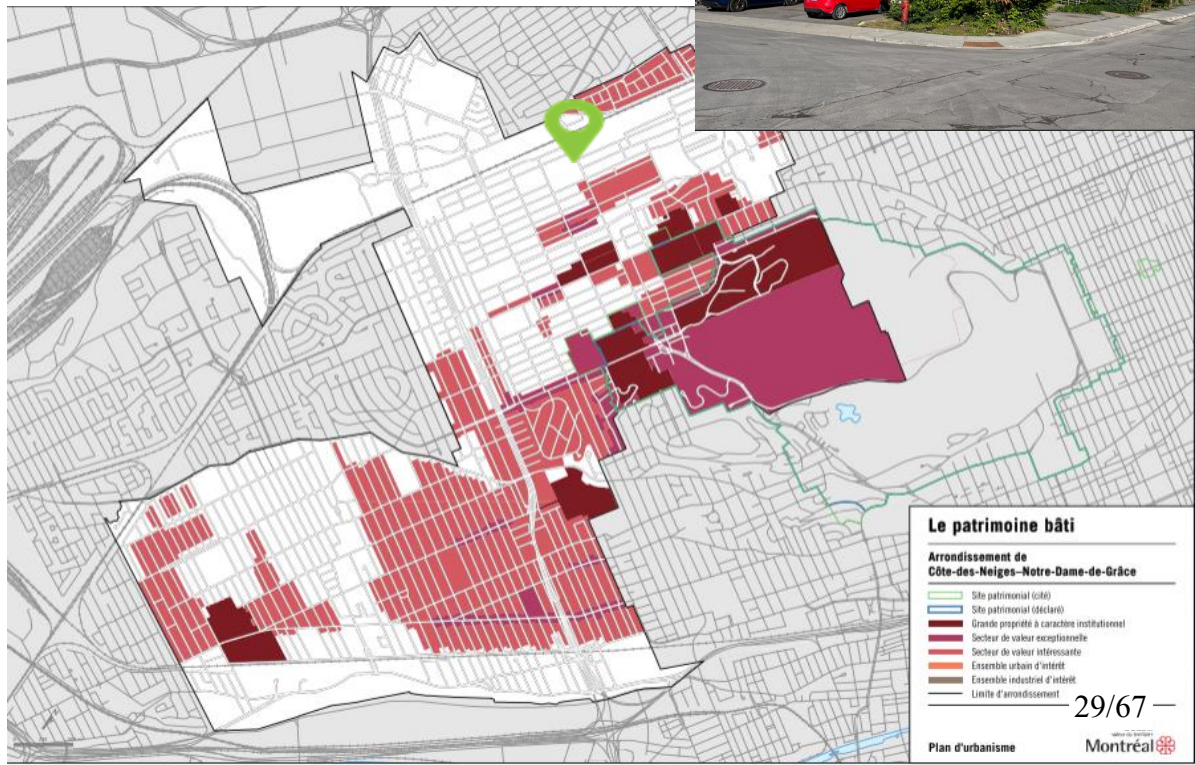 Le patrimoine bâti
Arrondissement de
Côte-des-Neiges–Notre-Dame-de-Grâce
Site patrimonial (cité)
Site patrimonial (déclaré)
Grande propriété à caractère institutionnel
Secteur de valeur exceptionnelle
Secteur de valeur intéressante
Ensemble urbain d'intérêt
Ensemble industriel d'intérêt
Limite d'arrondissement
29/67
Plan d'urbanisme
Montréal